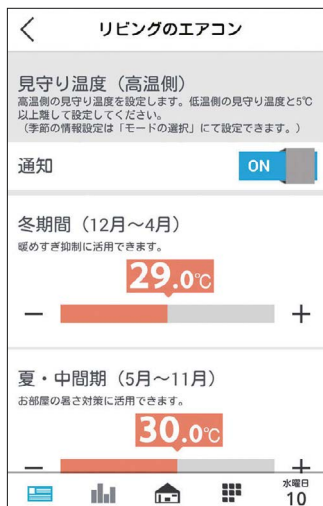 リビングのエアコン
見守り温度（高温側）
高温側の見守り温度を設定します。低温側の見守り温度と5℃
以上離して設定してください。
（季節の情報設定は「モードの選択」にて設定できます。）
通知
ON
冬期間（12月～4月）
暖めすぎ抑制に活用できます。
29.0℃
夏・中間期（5月～11月）
お部屋の暑さ対策に活用できます。
30.0℃
水曜日
10